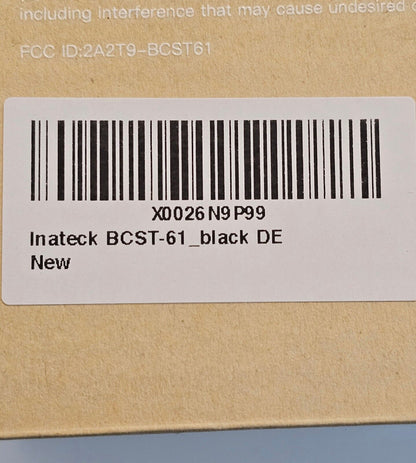 including interference that may cause undesired
FCC ID:2A2T9-BCST61
X0026N9P99
Inateck BCST-61_black DE
New